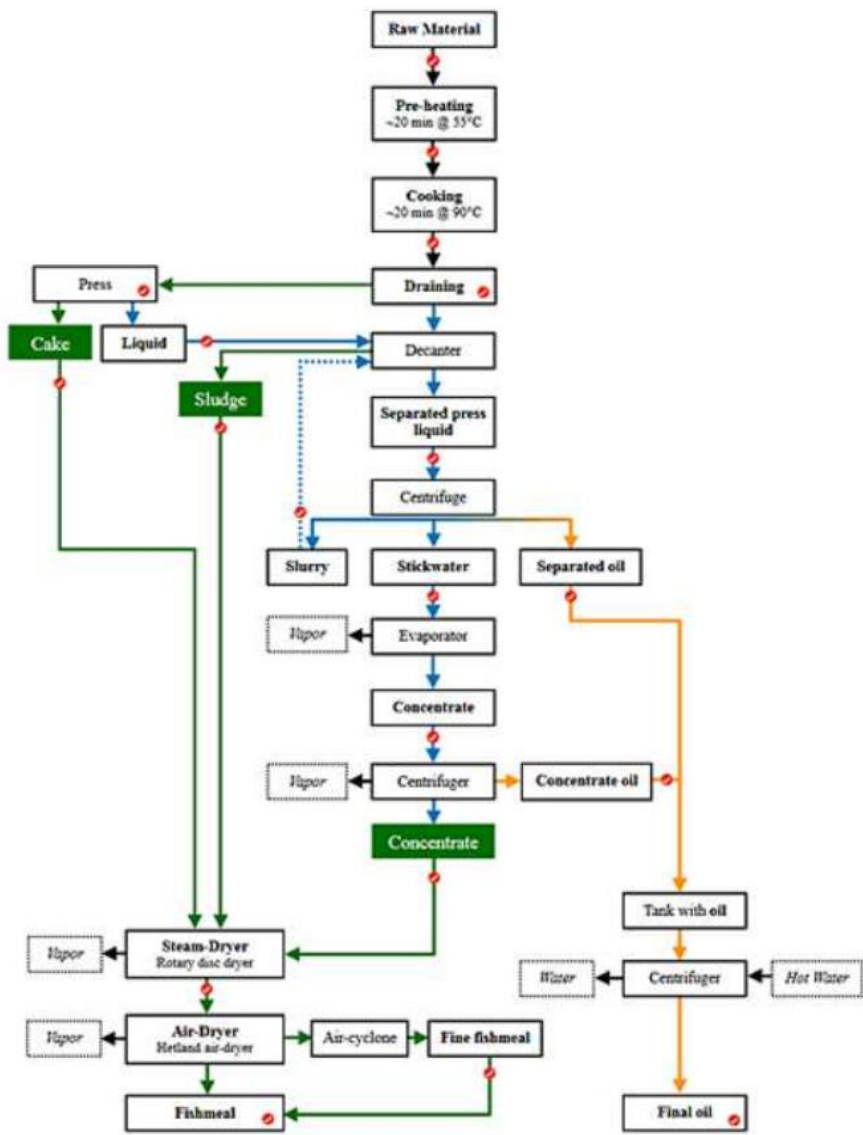 Raw Material
Pre-heating
~20 min @ 55°C
Cooking
~20 min @ 90°C
Press
Draining
Cake
Liquid
Decanter
Sludge
Separated press
liquid
Centrifuge
Slurry
Stickwater
Separated oil
Vapor
Evaporator
Concentrate
Vapor
Centrifuger
Concentrate oil
Concentrate
Tank with oil
Vapor
Steam-Dryer
Rotary disc dryer
Water
Centrifuger
Hot Water
Vapor
Air-Dryer
Hetland air-dryer
Air-cyclone
Fine fishmeal
Fishmeal
Final oil